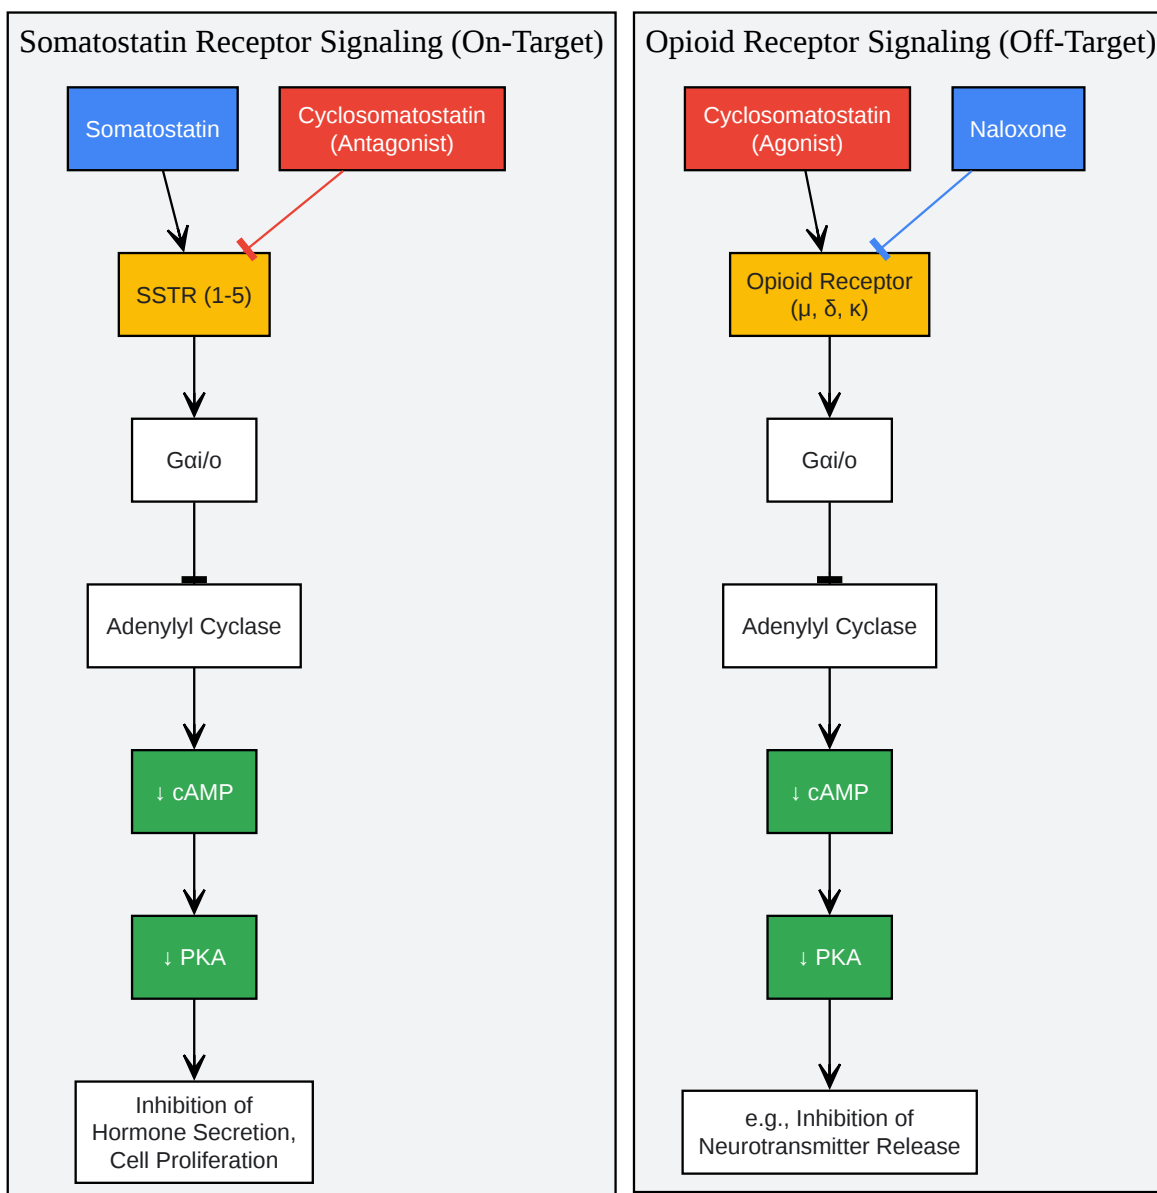 Somatostatin Receptor Signaling (On-Target)
Somatostatin
Cyclosomatostatin
(Antagonist)
SSTR (1-5)
Gαi/o
Adenylyl Cyclase
↓ cAMP
↓ PKA
Inhibition of
Hormone Secretion,
Cell Proliferation
Opioid Receptor Signaling (Off-Target)
Cyclosomatostatin
(Agonist)
Naloxone
Opioid Receptor
(μ, δ, κ)
Gαi/o
Adenylyl Cyclase
↓ cAMP
↓ PKA
e.g., Inhibition of
Neurotransmitter Release